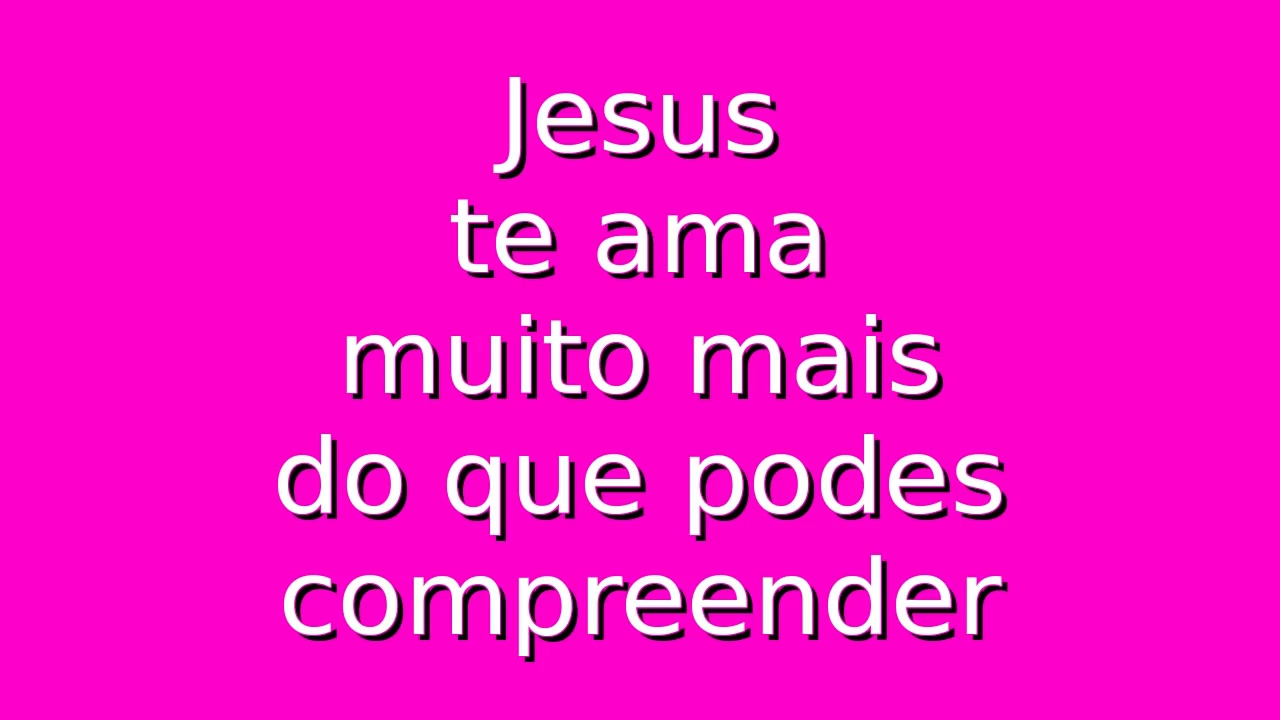 Jesus
te ama
muito mais
do que podes
compreender